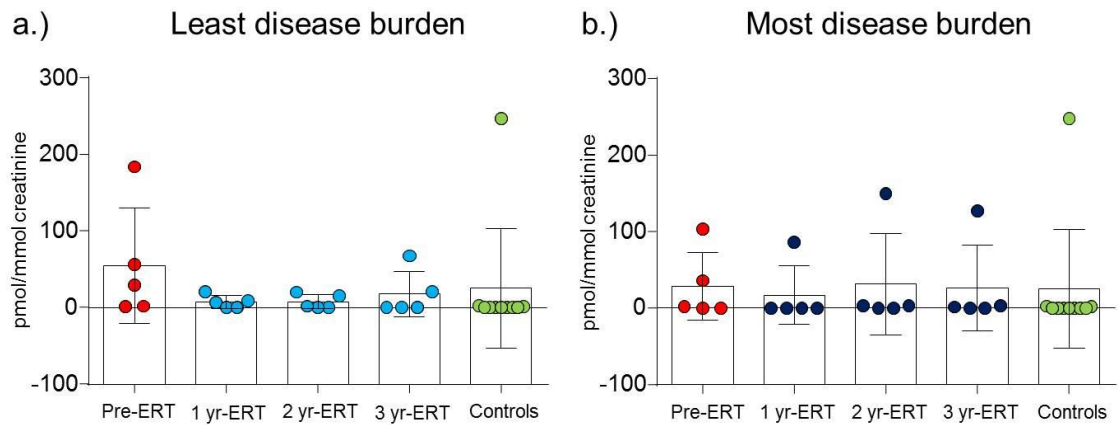 a.) Least disease burden
300
200
100
0
-100
pmol/mmol creatinine
Pre-ERT 1 yr-ERT 2 yr-ERT 3 yr-ERT Controls
b.) Most disease burden
300
200
100
0
-100
pmol/mmol creatinine
Pre-ERT 1 yr-ERT 2 yr-ERT 3 yr-ERT Controls